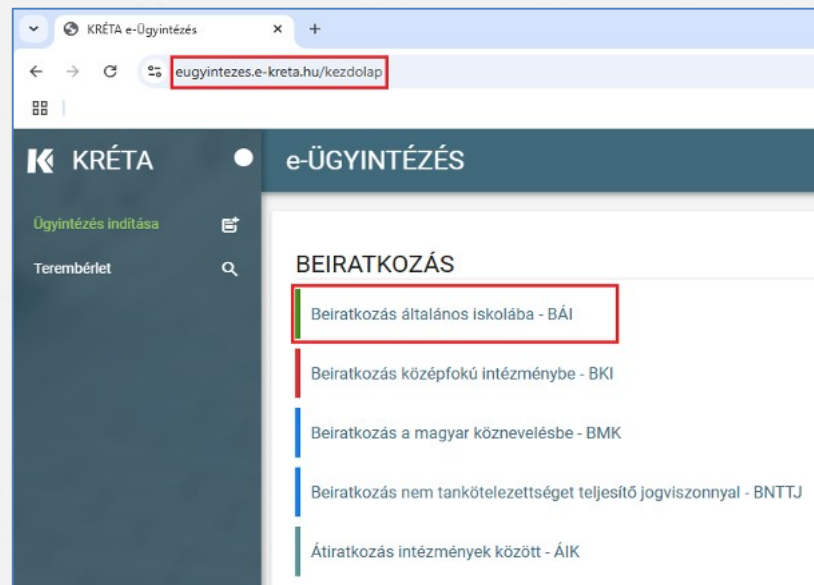 KRÉTA e-Ügyintézés
eugyintezes.e-kreta.hu/kezdolap
KRÉTA
e-ÜGYINTÉZÉS
Ügyintézés indítása
Terembérlet
BEIRATKOZÁS
Beiratkozás általános iskolába - BÁI
Beiratkozás középfokú intézménybe - BKI
Beiratkozás a magyar köznevelésbe - BMK
Beiratkozás nem tankötelezettséget teljesítő jogviszonnyal - BNTTJ
Átiratkozás intézmények között - ÁIK